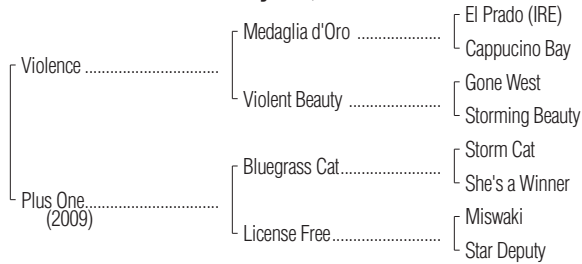 El Prado (IRE)
Medaglia d'Oro
Cappucino Bay
Violence
Gone West
Violent Beauty
Storming Beauty
Storm Cat
Bluegrass Cat
She's a Winner
Plus One
(2009)
Miswaki
License Free
Star Deputy